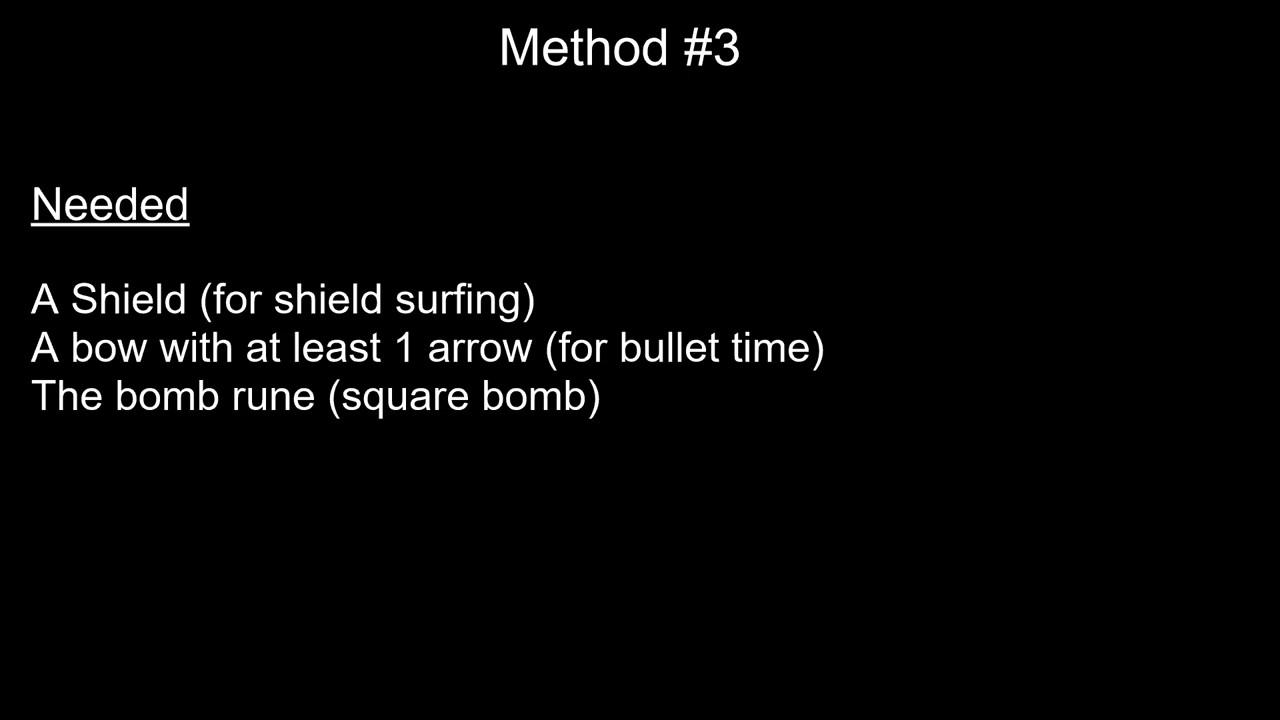 Method #3
Needed
A Shield (for shield surfing)
A bow with at least 1 arrow (for bullet time)
The bomb rune (square bomb)